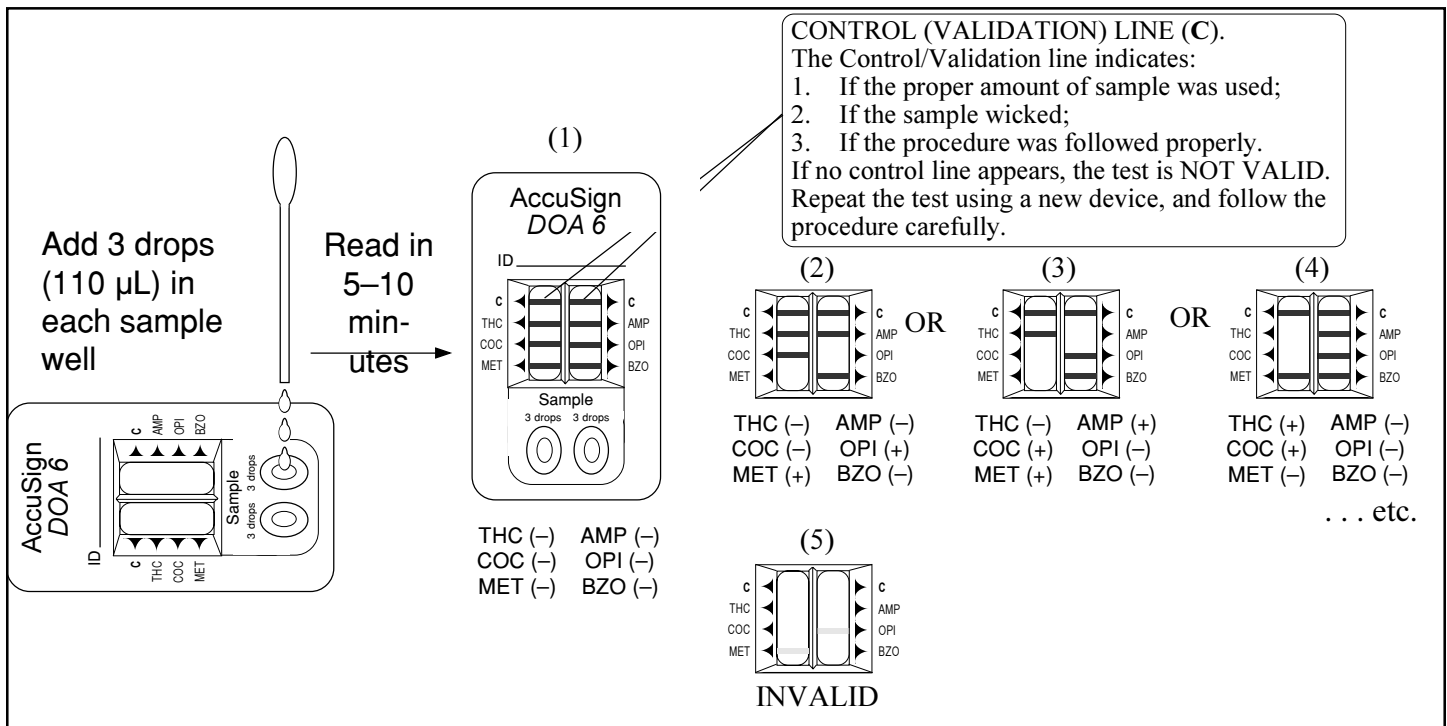 CONTROL (VALIDATION) LINE (C).
The Control/Validation line indicates:
1. If the proper amount of sample was used;
2. If the sample wicked;
3. If the procedure was followed properly.
If no control line appears, the test is NOT VALID.
Repeat the test using a new device, and follow the
procedure carefully.
Add 3 drops
(110 µL) in
each sample
well
Read in
5–10
min-
utes
AccuSign
DOA 6
ID
C
THC
COC
MET
C
AMP
OPI
BZO
Sample
3 drops
3 drops
(1)
AccuSign
DOA 6
ID
C
THC
COC
MET
C
AMP
OPI
BZO
Sample
3 drops 3 drops
THC (–) AMP (–)
COC (–) OPI (–)
MET (–) BZO (–)
(2)
C
THC
COC
MET
C
AMP
OPI
BZO
THC (–) AMP (–)
COC (–) OPI (+)
MET (+) BZO (–)
OR
(3)
C
THC
COC
MET
C
AMP
OPI
BZO
THC (–) AMP (+)
COC (+) OPI (–)
MET (+) BZO (–)
OR
(4)
C
THC
COC
MET
C
AMP
OPI
BZO
THC (+) AMP (–)
COC (+) OPI (–)
MET (–) BZO (–)
. . . etc.
(5)
C
THC
COC
MET
C
AMP
OPI
BZO
INVALID